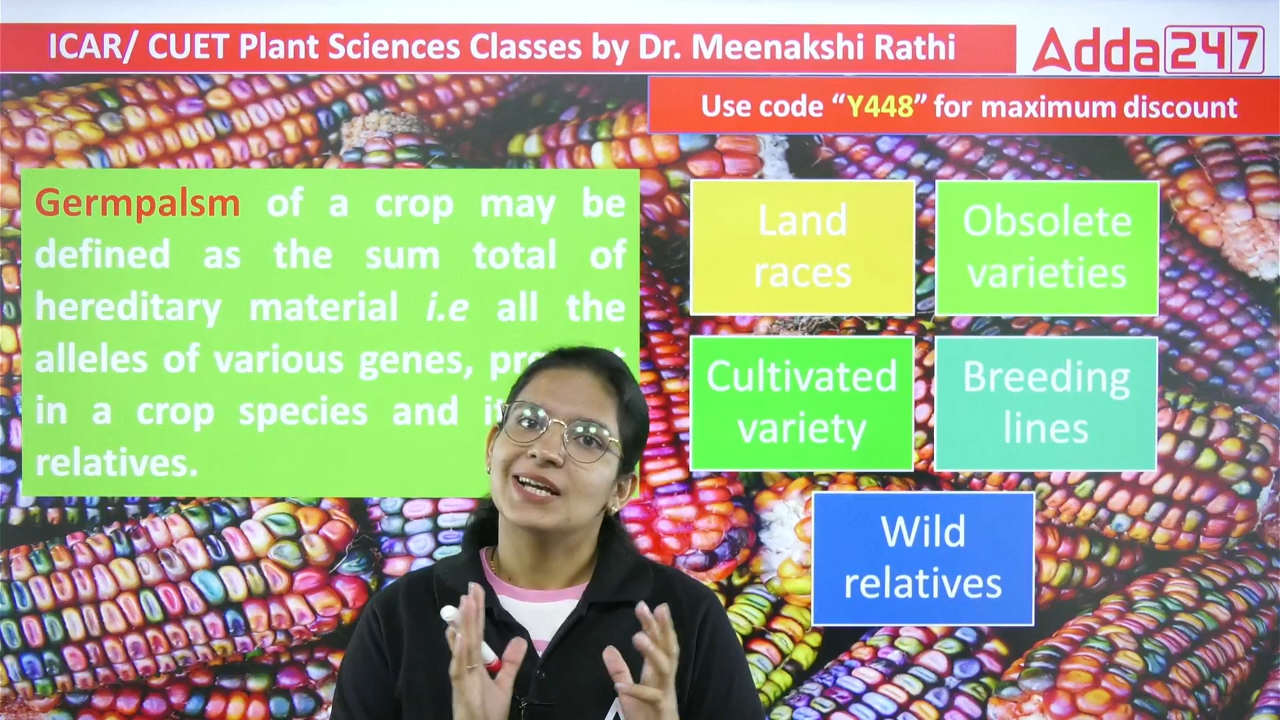 ICAR/ CUET Plant Sciences Classes by Dr. Meenakshi Rathi
Adda247
Use code “Y448” for maximum discount
Germpalsm of a crop may be
defined as the sum total of
hereditary material i.e all the
alleles of various genes,
in a crop species and
relatives.
Land
races
Obsolete
varieties
Cultivated
variety
Breeding
lines
Wild
relatives